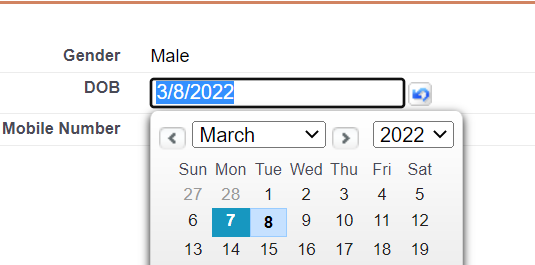 Gender Male
DOB 3/8/2022
Mobile Number
March 2022
Sun Mon Tue Wed Thu Fri Sat
27 28 1 2 3 4 5
6 7 8 9 10 11 12
13 14 15 16 17 18 19